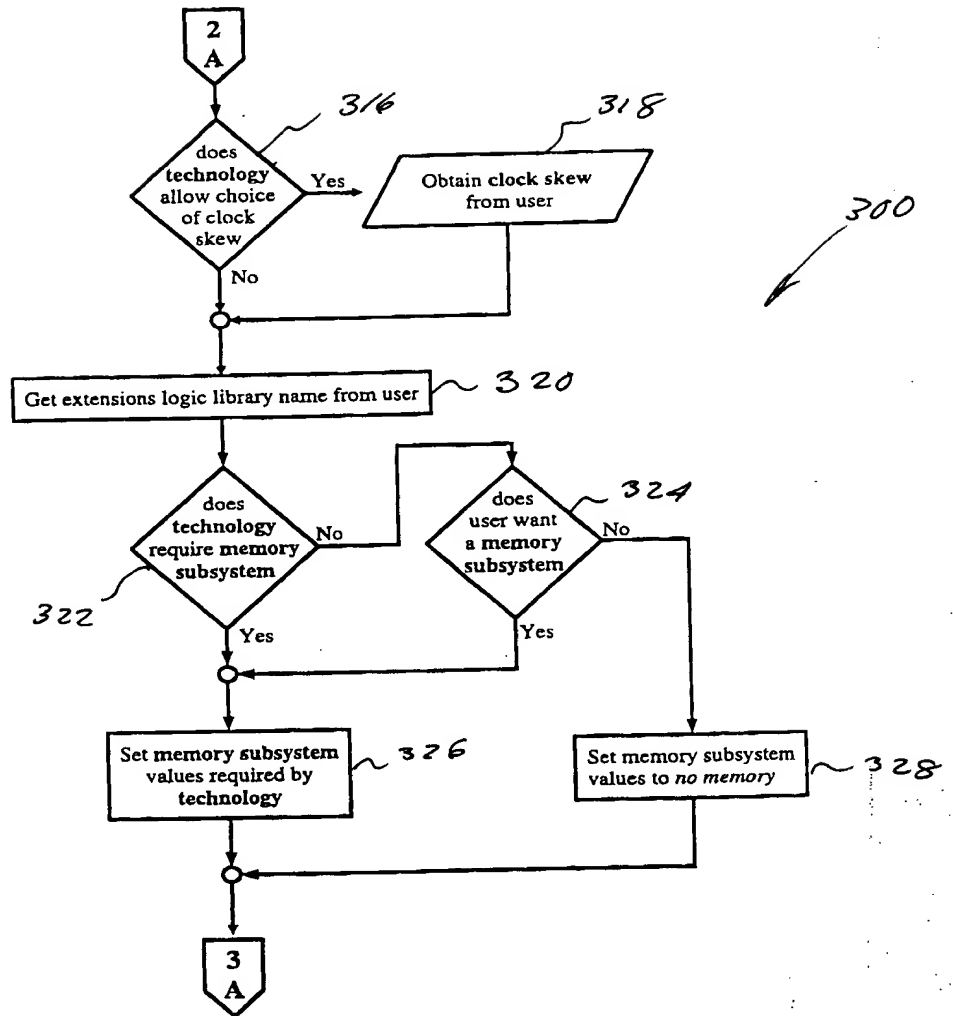 2
A
316
does
technology
allow choice
of clock
skew
Yes
318
Obtain clock skew
from user
300
No
Get extensions logic library name from user
320
does
technology
require memory
subsystem
No
322
Yes
does
user want
a memory
subsystem
324
No
Yes
Set memory subsystem
values required by
technology
326
Set memory subsystem
values to no memory
328
3
A